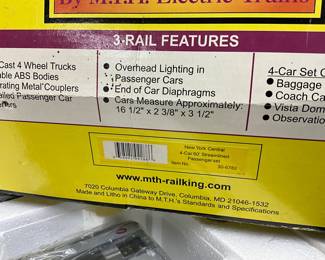 By M.T.H. Electric Trains
3-RAIL FEATURES
Cast 4 Wheel Trucks
able ABS Bodies
erating Metal Couplers
ailed Passenger Car
• Overhead Lighting in
Passenger Cars
• End of Car Diaphragms
• Cars Measure Approximately:
16 1/2" x 2 3/8" x 3 1/2"
4-Car Set C
• Baggage
• Coach Ca
• Vista Dom
• Observatio
New York Central
4-Car 60' Streamlined
Passenger set
Item No.
www.mth-railking.com
7020 Columbia Gateway Drive, Columbia, MD 21046-1532
Made and Litho in China to M.T.H.'s Standards and Specifications